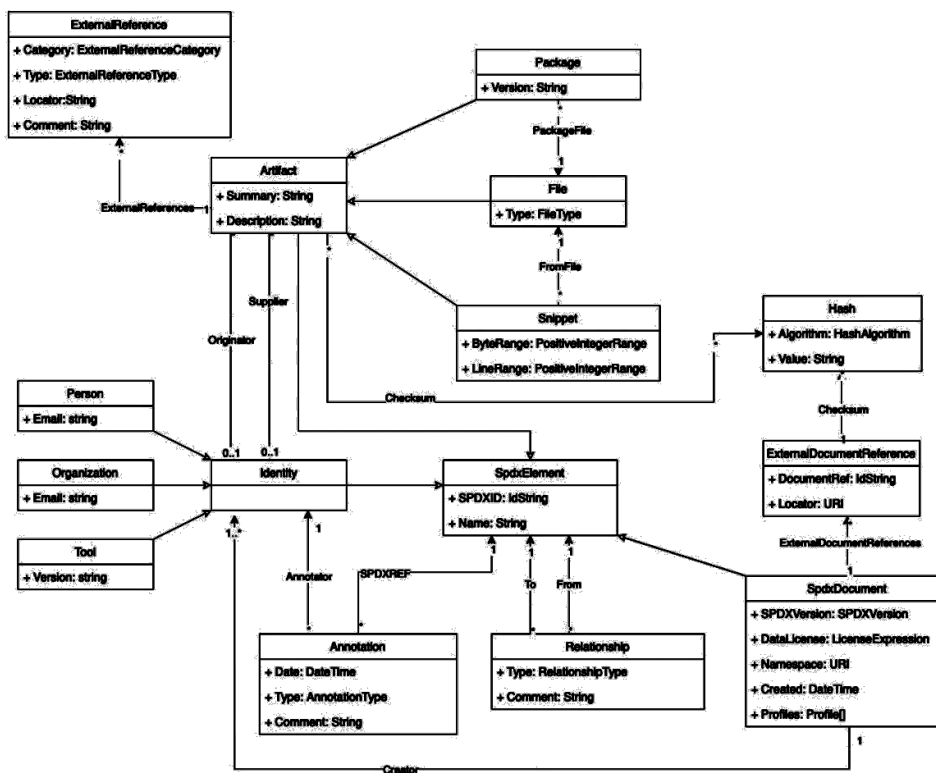 ExternalReference
+ Category: ExternalReferenceCategory
+ Type: ExternalReferenceType
+ Locator:String
+ Comment: String
*
ExternalReferences
1
Package
+ Version: String
*
PackageFile
1
Artifact
+ Summary: String
+ Description: String
*
File
+ Type: FileType
1
FromFile
*
Supplier
Originator
Snippet
+ ByteRange: PositiveIntegerRange
+ LineRange: PositiveIntegerRange
Hash
+ Algorithm: HashAlgorithm
+ Value: String
*
Checksum
*
Checksum
1
Person
+ Email: string
0..1
0..1
Organization
+ Email: string
Identity
SpdxElement
+ SPDXID: IdString
+ Name: String
ExternalDocumentReference
+ DocumentRef: IdString
+ Locator: URI
*
ExternalDocumentReferences
1
Tool
+ Version: string
1..*
1
Annotator
*
SPDXREF
1
*
1
To
*
1
From
*
Annotation
+ Date: DateTime
+ Type: AnnotationType
+ Comment: String
Relationship
+ Type: RelationshipType
+ Comment: String
SpdxDocument
+ SPDXVersion: SPDXVersion
+ DataLicense: LicenseExpression
+ Namespace: URI
+ Created: DateTime
+ Profiles: Profile[]
1
Creator